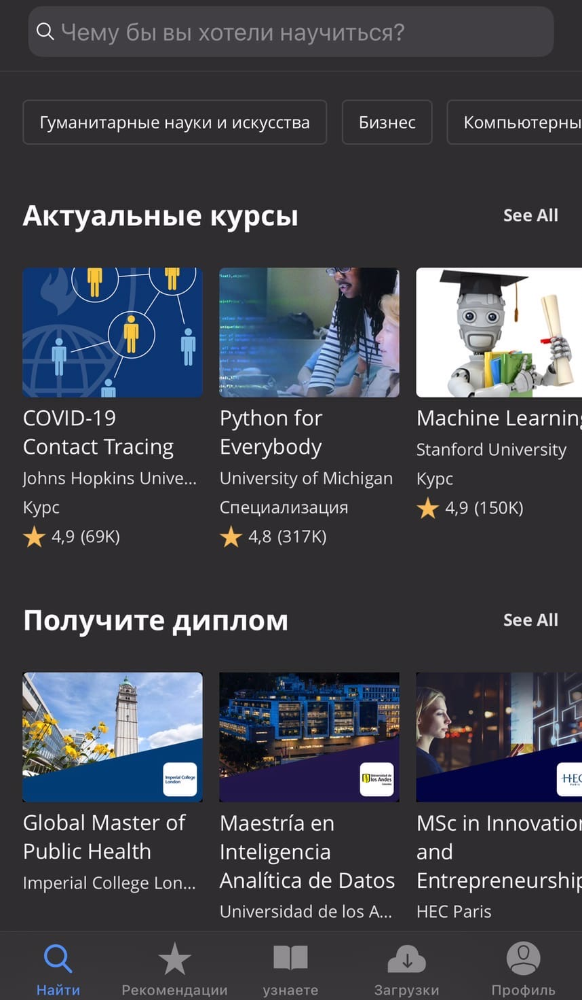 Чему бы вы хотели научиться?
Гуманитарные науки и искусства
Бизнес
Компьютерны
Актуальные курсы
See All
COVID-19
Contact Tracing
Johns Hopkins Unive...
Курс
4,9 (69K)
Python for
Everybody
University of Michigan
Специализация
4,8 (317K)
Machine Learning
Stanford University
Курс
4,9 (150K)
Получите диплом
See All
Imperial College
London
Global Master of
Public Health
Imperial College Lon...
Universidad de
los Andes
Maestría en
Inteligencia
Analítica de Datos
Universidad de los A...
HEC
PARIS
MSc in Innovation
and
Entrepreneurship
HEC Paris
Найти
Рекомендации
узнаете
Загрузки
Профиль